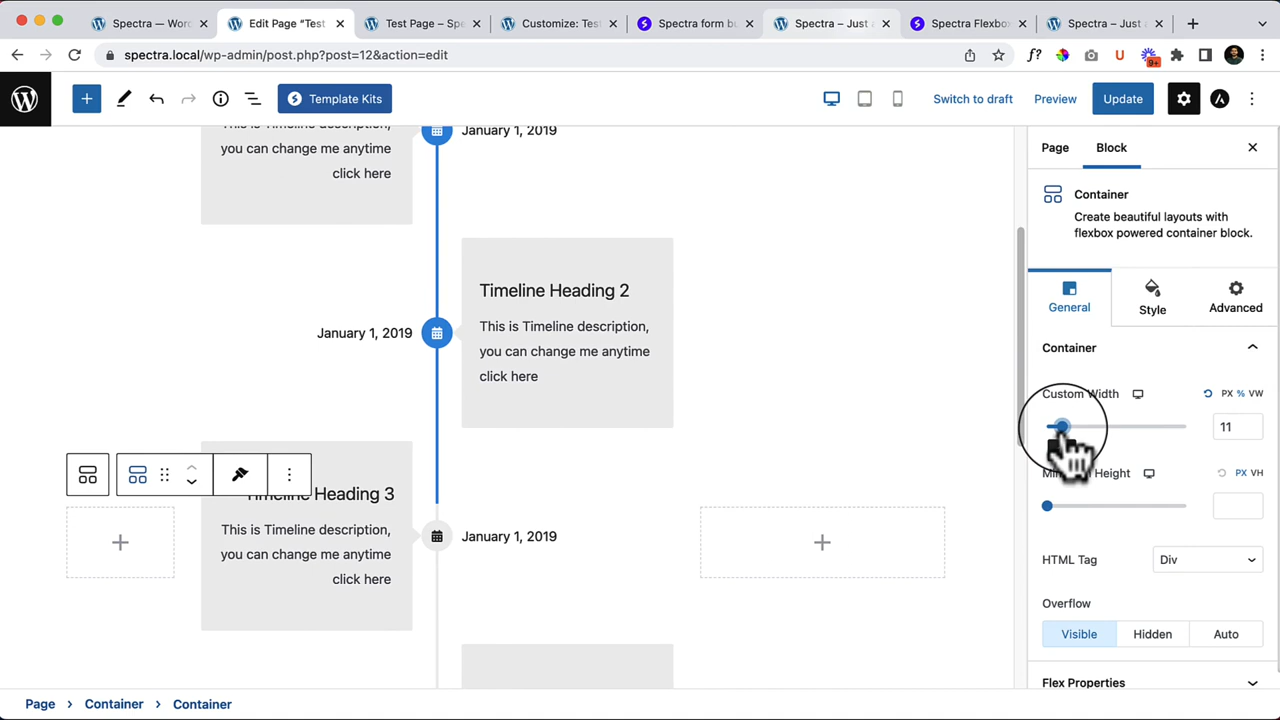 Spectra — Wor
Edit Page “Test
Test Page – Spe
Customize: Test
Spectra form bu
Spectra – Just a
Spectra Flexbo
Spectra – Just a
spectra.local/wp-admin/post.php?post=12&action=edit
f?
U
9+
Template Kits
Switch to draft
Preview
Update
This is Timeline description,
you can change me anytime
click here
January 1, 2019
Timeline Heading 2
This is Timeline description,
you can change me anytime
click here
January 1, 2019
Timeline Heading 3
This is Timeline description,
you can change me anytime
click here
January 1, 2019
Page
Block
Container
Create beautiful layouts with
flexbox powered container block.
General
Style
Advanced
Container
Custom Width
PX % VW
11
Height
PX VH
HTML Tag
Div
Overflow
Visible
Hidden
Auto
Flex Properties
Page
Container
Container